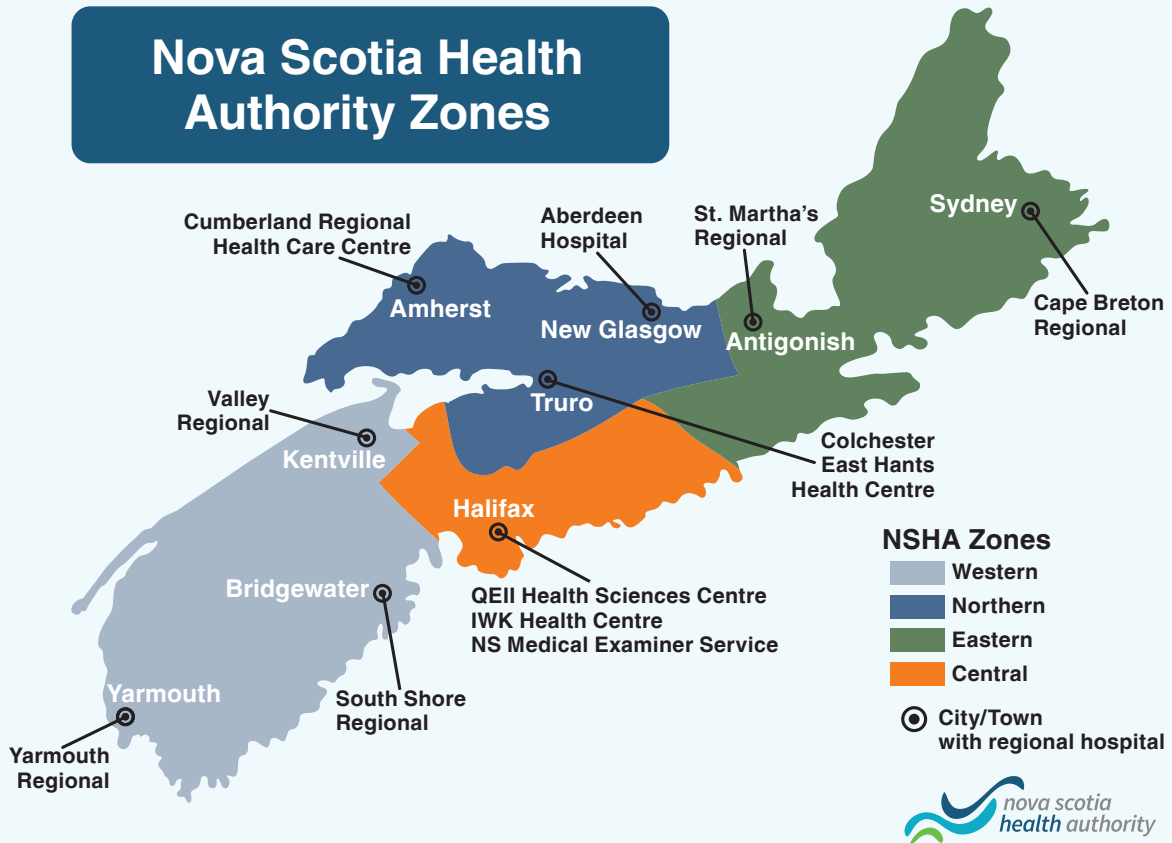 Nova Scotia Health
Authority Zones
Cumberland Regional
Health Care Centre
Aberdeen
Hospital
St. Martha's
Regional
Sydney
Amherst
New Glasgow
Antigonish
Cape Breton
Regional
Valley
Regional
Truro
Kentville
Colchester
East Hants
Health Centre
Halifax
Bridgewater
QEII Health Sciences Centre
IWK Health Centre
NS Medical Examiner Service
Yarmouth
South Shore
Regional
Yarmouth
Regional
NSHA Zones
Western
Northern
Eastern
Central
City/Town
with regional hospital
nova scotia
health authority